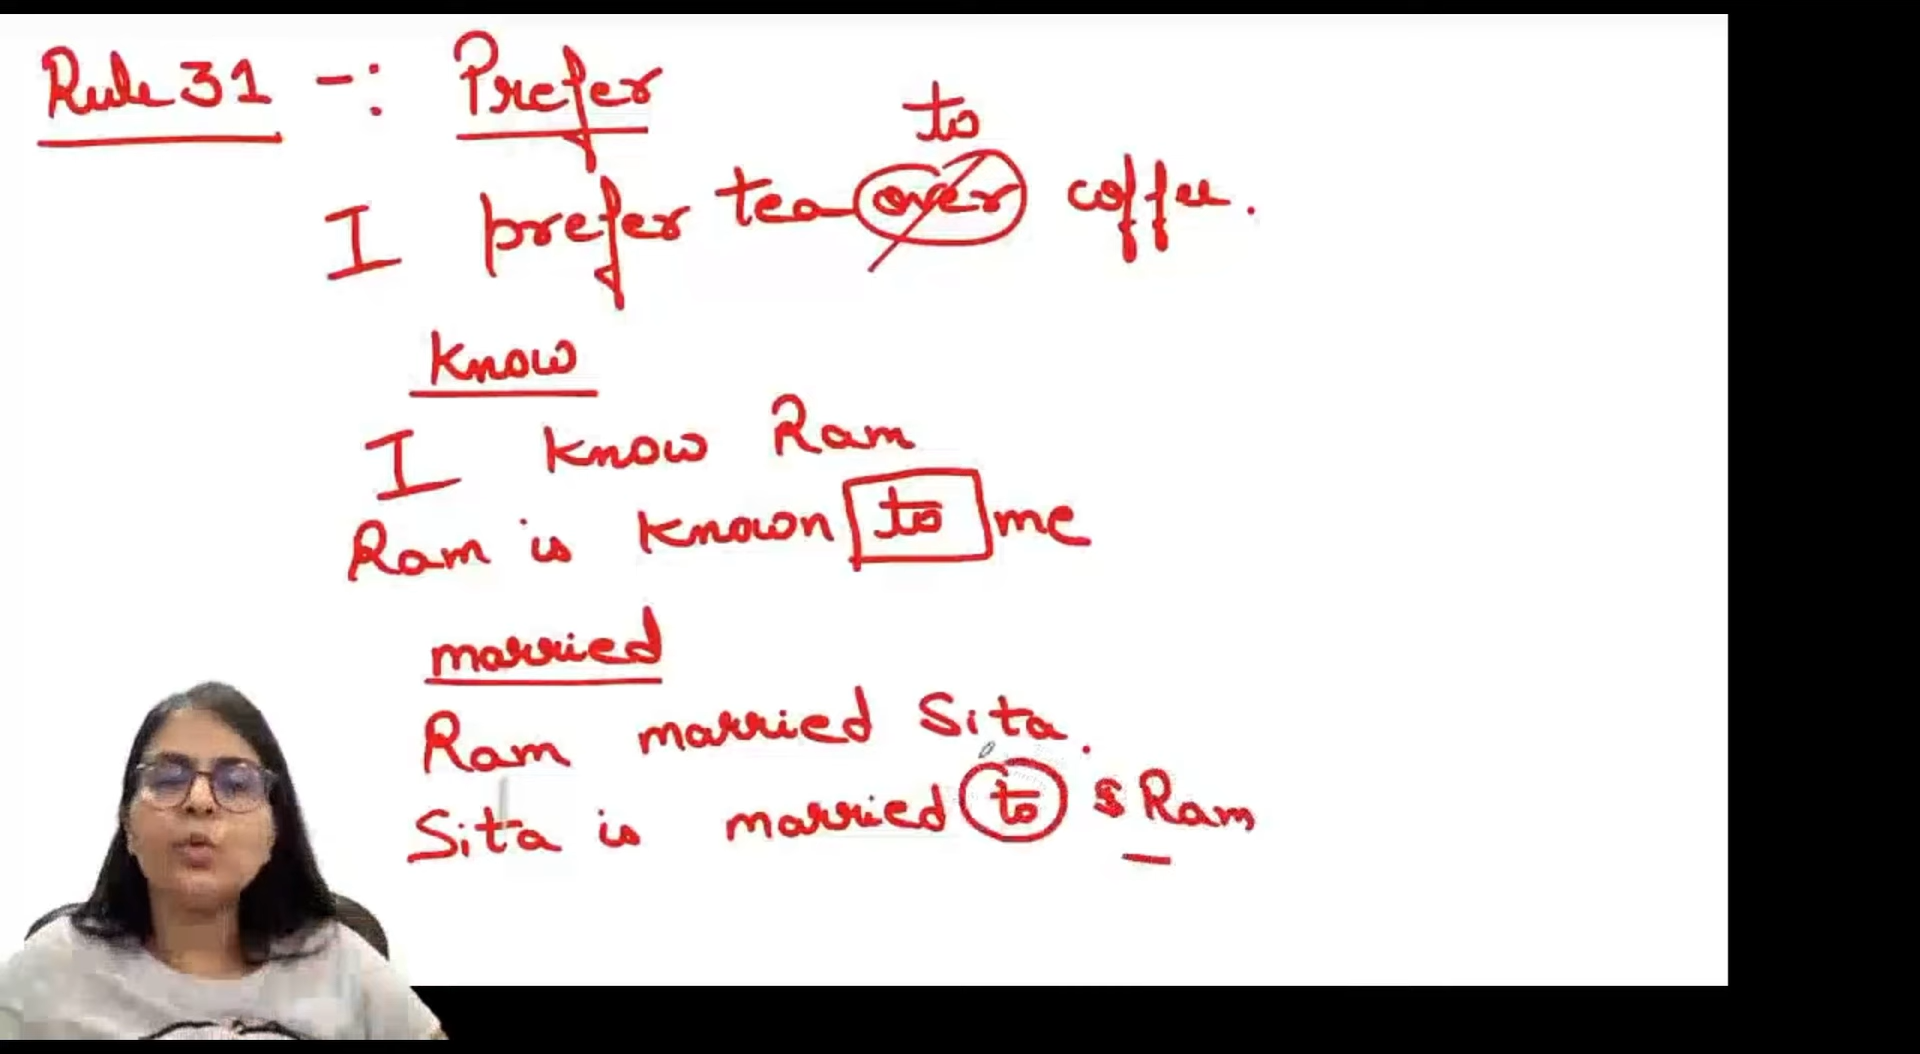 Rule 31 -: Prefer
to
I prefer tea over coffee.
Know
I know Ram
Ram is known to me
married
Ram married Sita.
Sita is married to s Ram